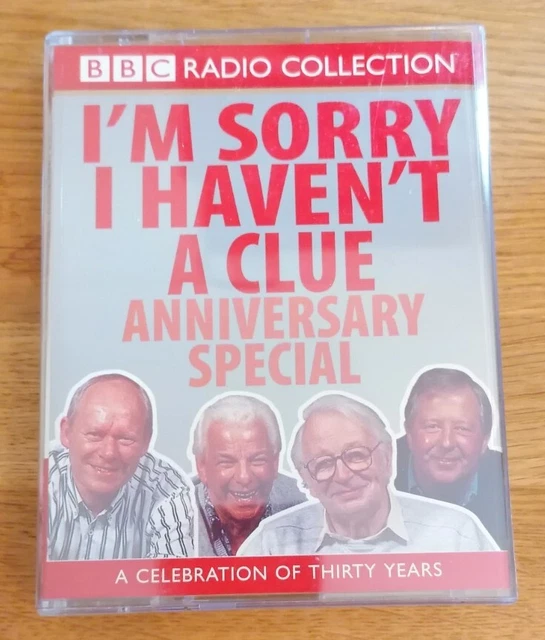 BBC RADIO COLLECTION
I'M SORRY
I HAVEN'T
A CLUE
ANNIVERSARY
SPECIAL
A CELEBRATION OF THIRTY YEARS